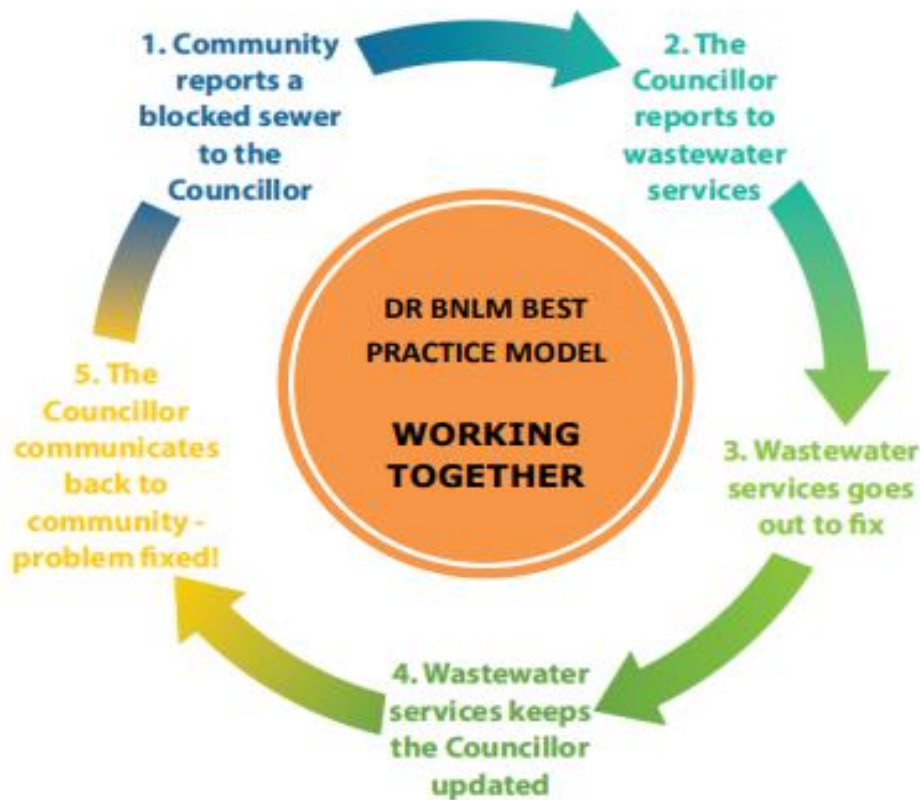 1. Community
reports a
blocked sewer
to the
Councillor
2. The
Councillor
reports to
wastewater
services
3. Wastewater
services goes
out to fix
4. Wastewater
services keeps
the Councillor
updated
5. The
Councillor
communicates
back to
community -
problem fixed!
DR BNLM BEST
PRACTICE MODEL
WORKING
TOGETHER